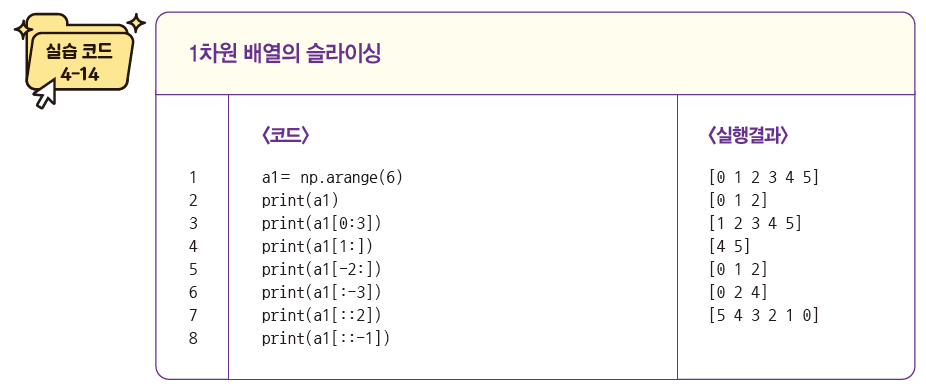 실습 코드
4-14
1차원 배열의 슬라이싱
<코드>
<실행결과>
1 a1= np.arange(6) [0 1 2 3 4 5]
2 print(a1) [0 1 2]
3 print(a1[0:3]) [1 2 3 4 5]
4 print(a1[1:]) [4 5]
5 print(a1[-2:]) [0 1 2]
6 print(a1[:-3]) [0 2 4]
7 print(a1[::2]) [5 4 3 2 1 0]
8 print(a1[::-1])